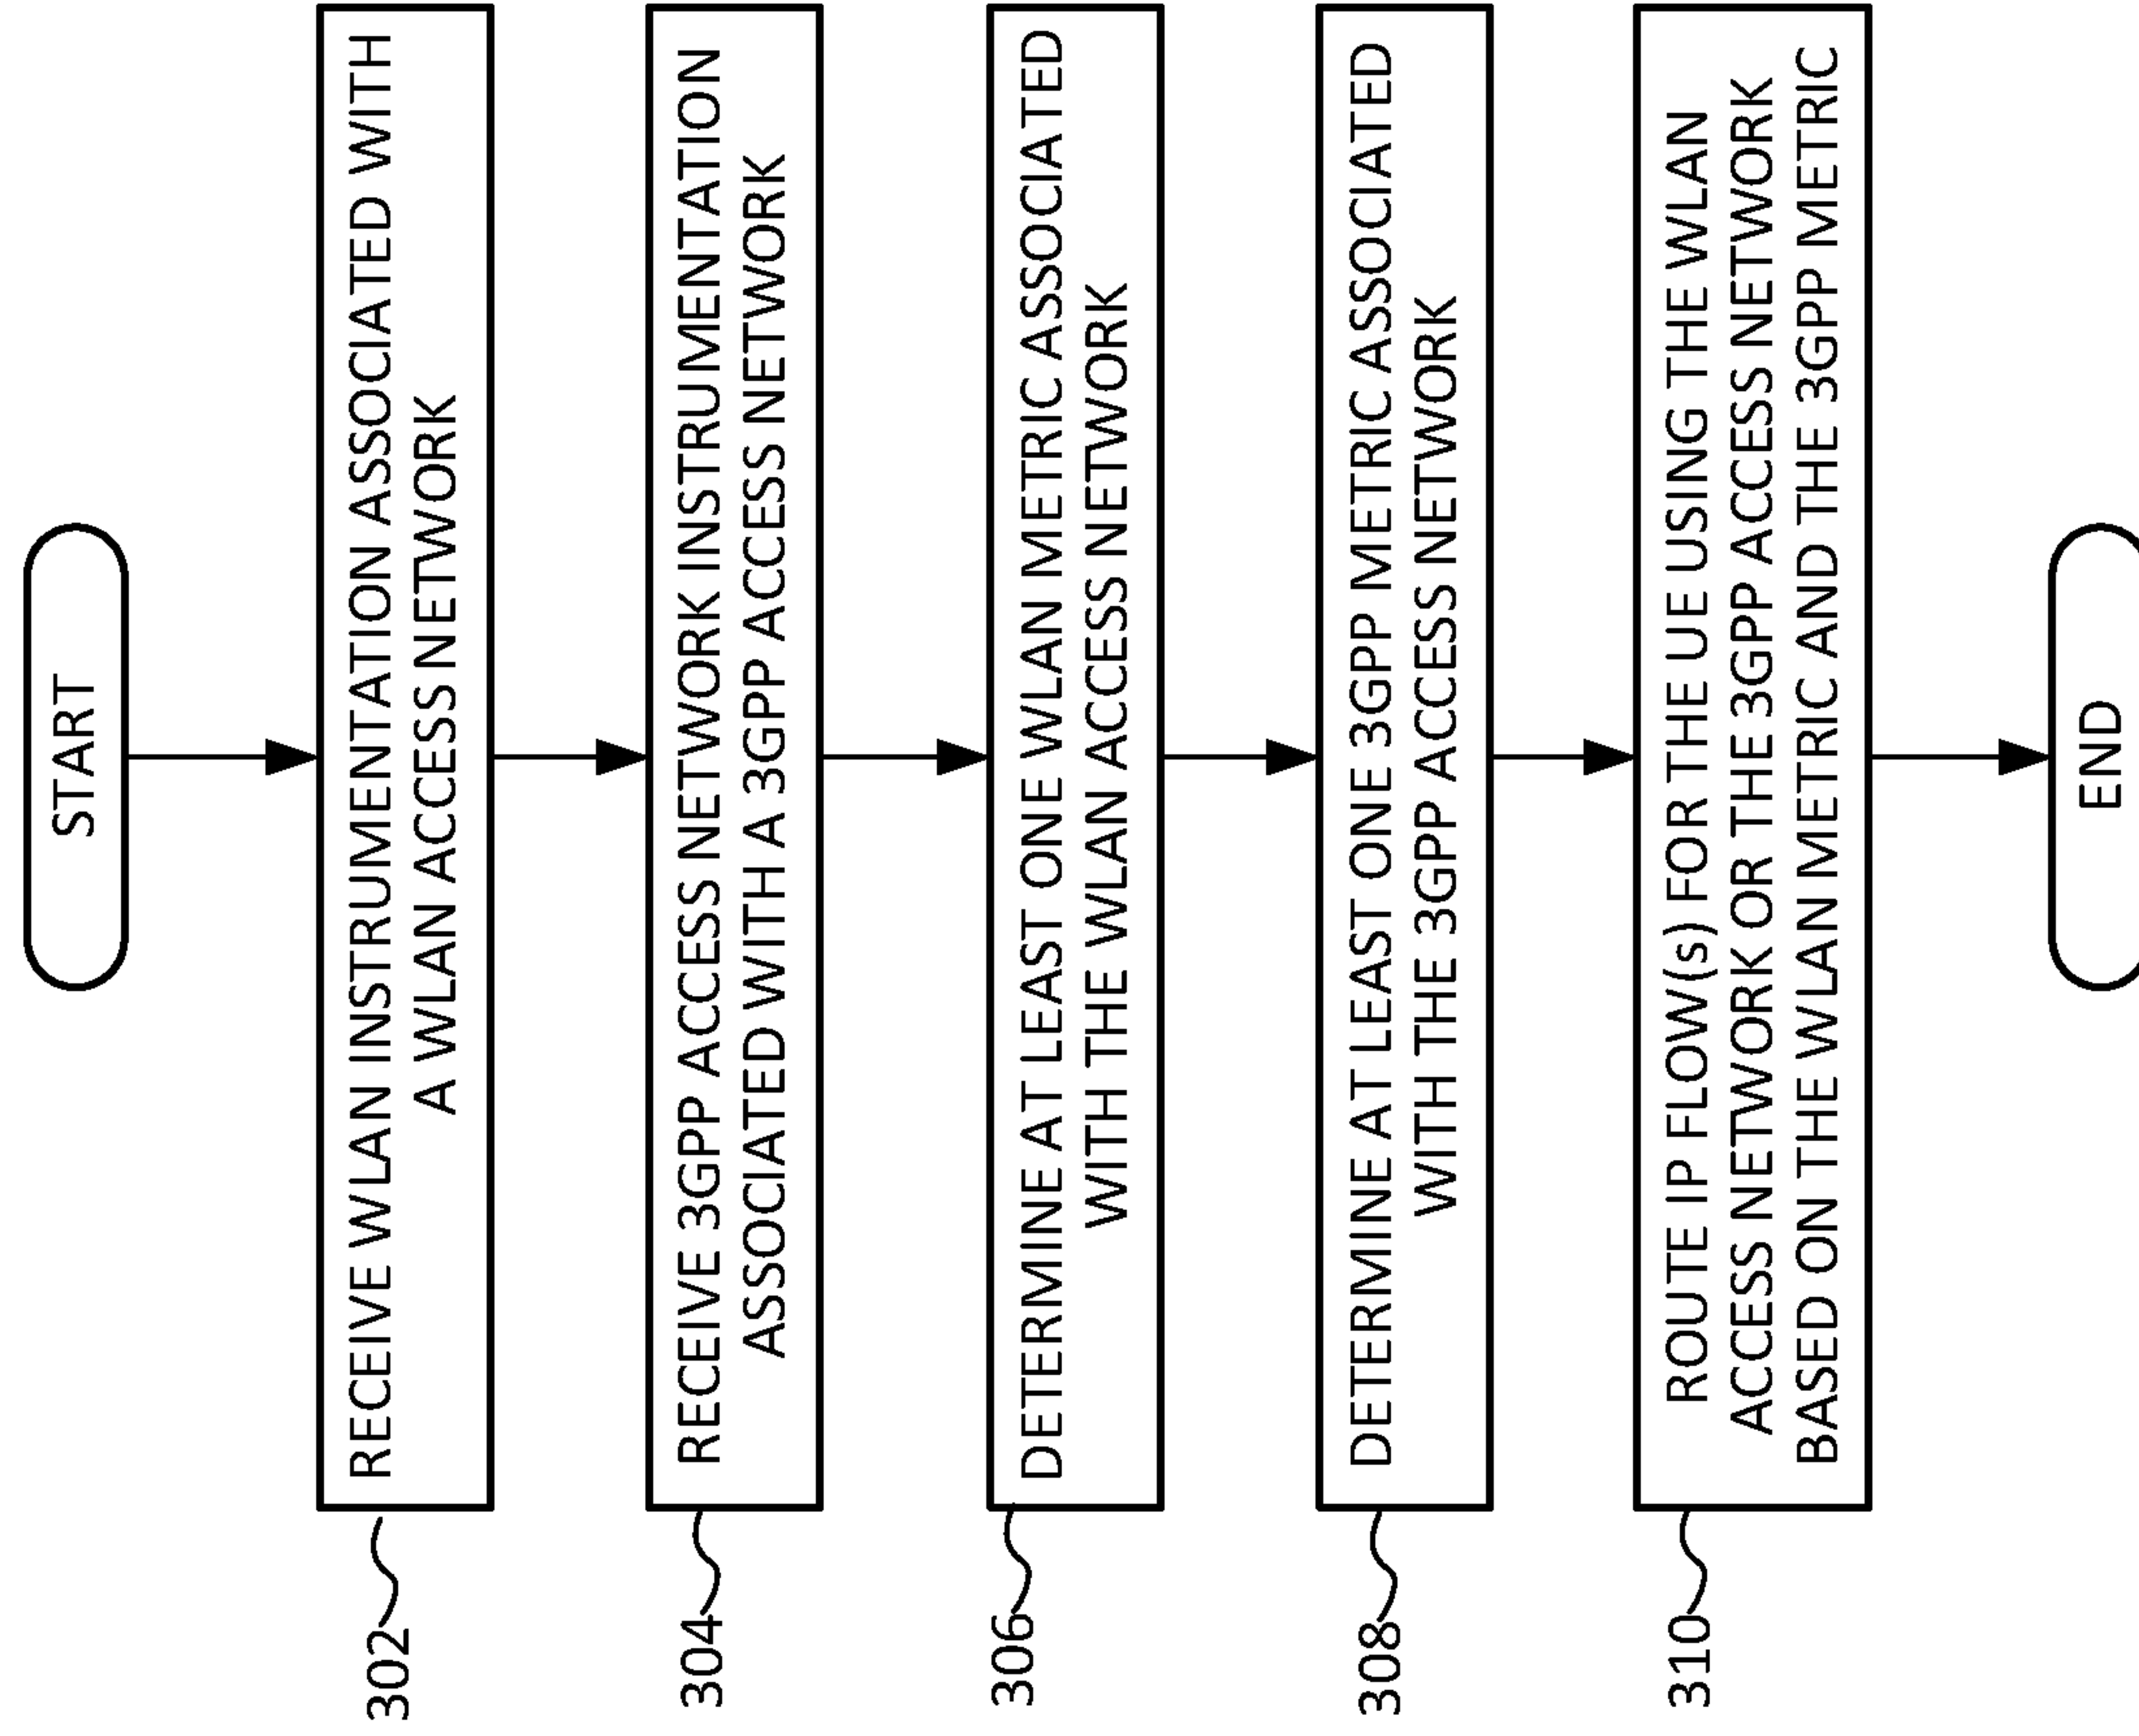 START
302
RECEIVE WLAN INSTRUMENTATION ASSOCIATED WITH
A WLAN ACCESS NETWORK
304
RECEIVE 3GPP ACCESS NETWORK INSTRUMENTATION
ASSOCIATED WITH A 3GPP ACCESS NETWORK
306
DETERMINE AT LEAST ONE WLAN METRIC ASSOCIATED
WITH THE WLAN ACCESS NETWORK
308
DETERMINE AT LEAST ONE 3GPP METRIC ASSOCIATED
WITH THE 3GPP ACCESS NETWORK
310
ROUTE IP FLOW(s) FOR THE UE USING THE WLAN
ACCESS NETWORK OR THE 3GPP ACCESS NETWORK
BASED ON THE WLAN METRIC AND THE 3GPP METRIC
END